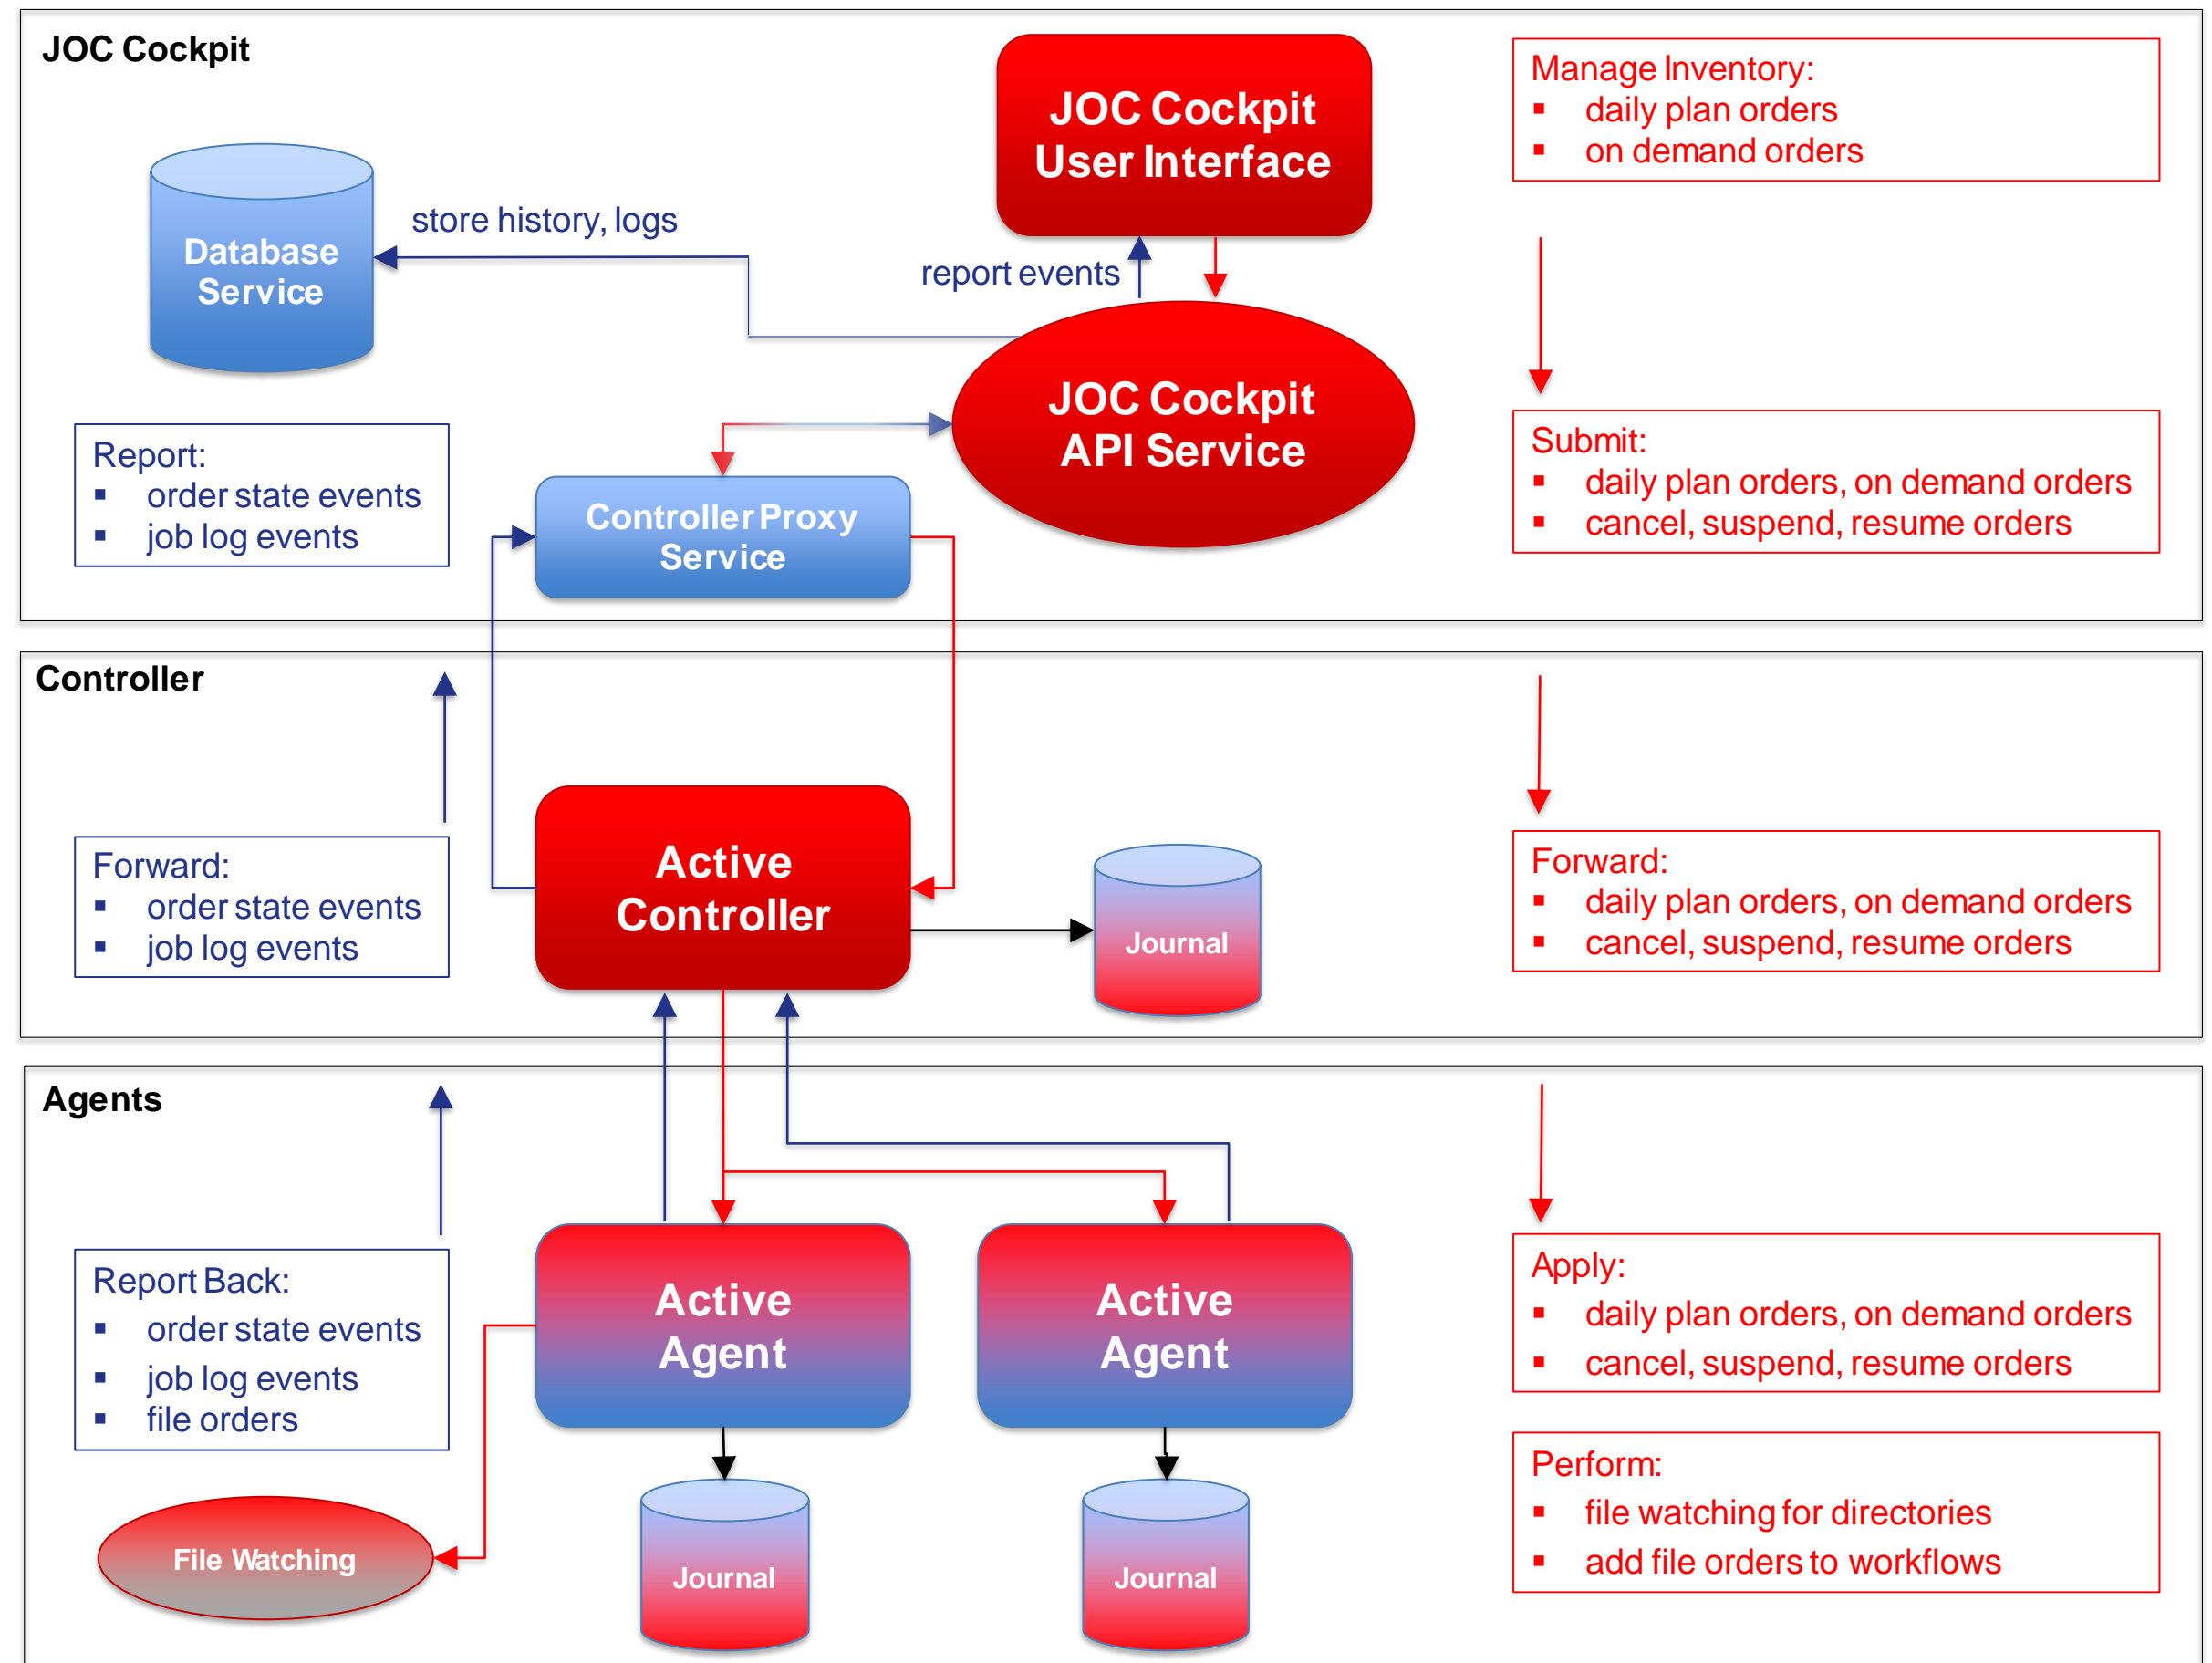 JOC Cockpit
JOC Cockpit
User Interface
Manage Inventory:
▪ daily plan orders
▪ on demand orders
Database
Service
store history, logs
report events
JOC Cockpit
API Service
Report:
▪ order state events
▪ job log events
Controller Proxy
Service
Submit:
▪ daily plan orders, on demand orders
▪ cancel, suspend, resume orders
Controller
Forward:
▪ order state events
▪ job log events
Active
Controller
Journal
Forward:
▪ daily plan orders, on demand orders
▪ cancel, suspend, resume orders
Agents
Report Back:
▪ order state events
▪ job log events
▪ file orders
Active
Agent
Active
Agent
Apply:
▪ daily plan orders, on demand orders
▪ cancel, suspend, resume orders
File Watching
Journal
Journal
Perform:
▪ file watching for directories
▪ add file orders to workflows